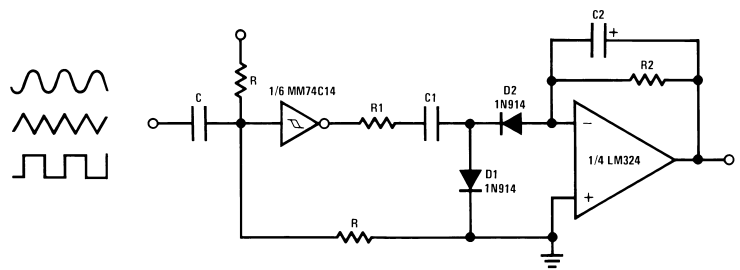 C2
+
R
1/6 MM74C14
R2
C
R1
C1
D2
1N914
−
1/4 LM324
+
D1
1N914
R